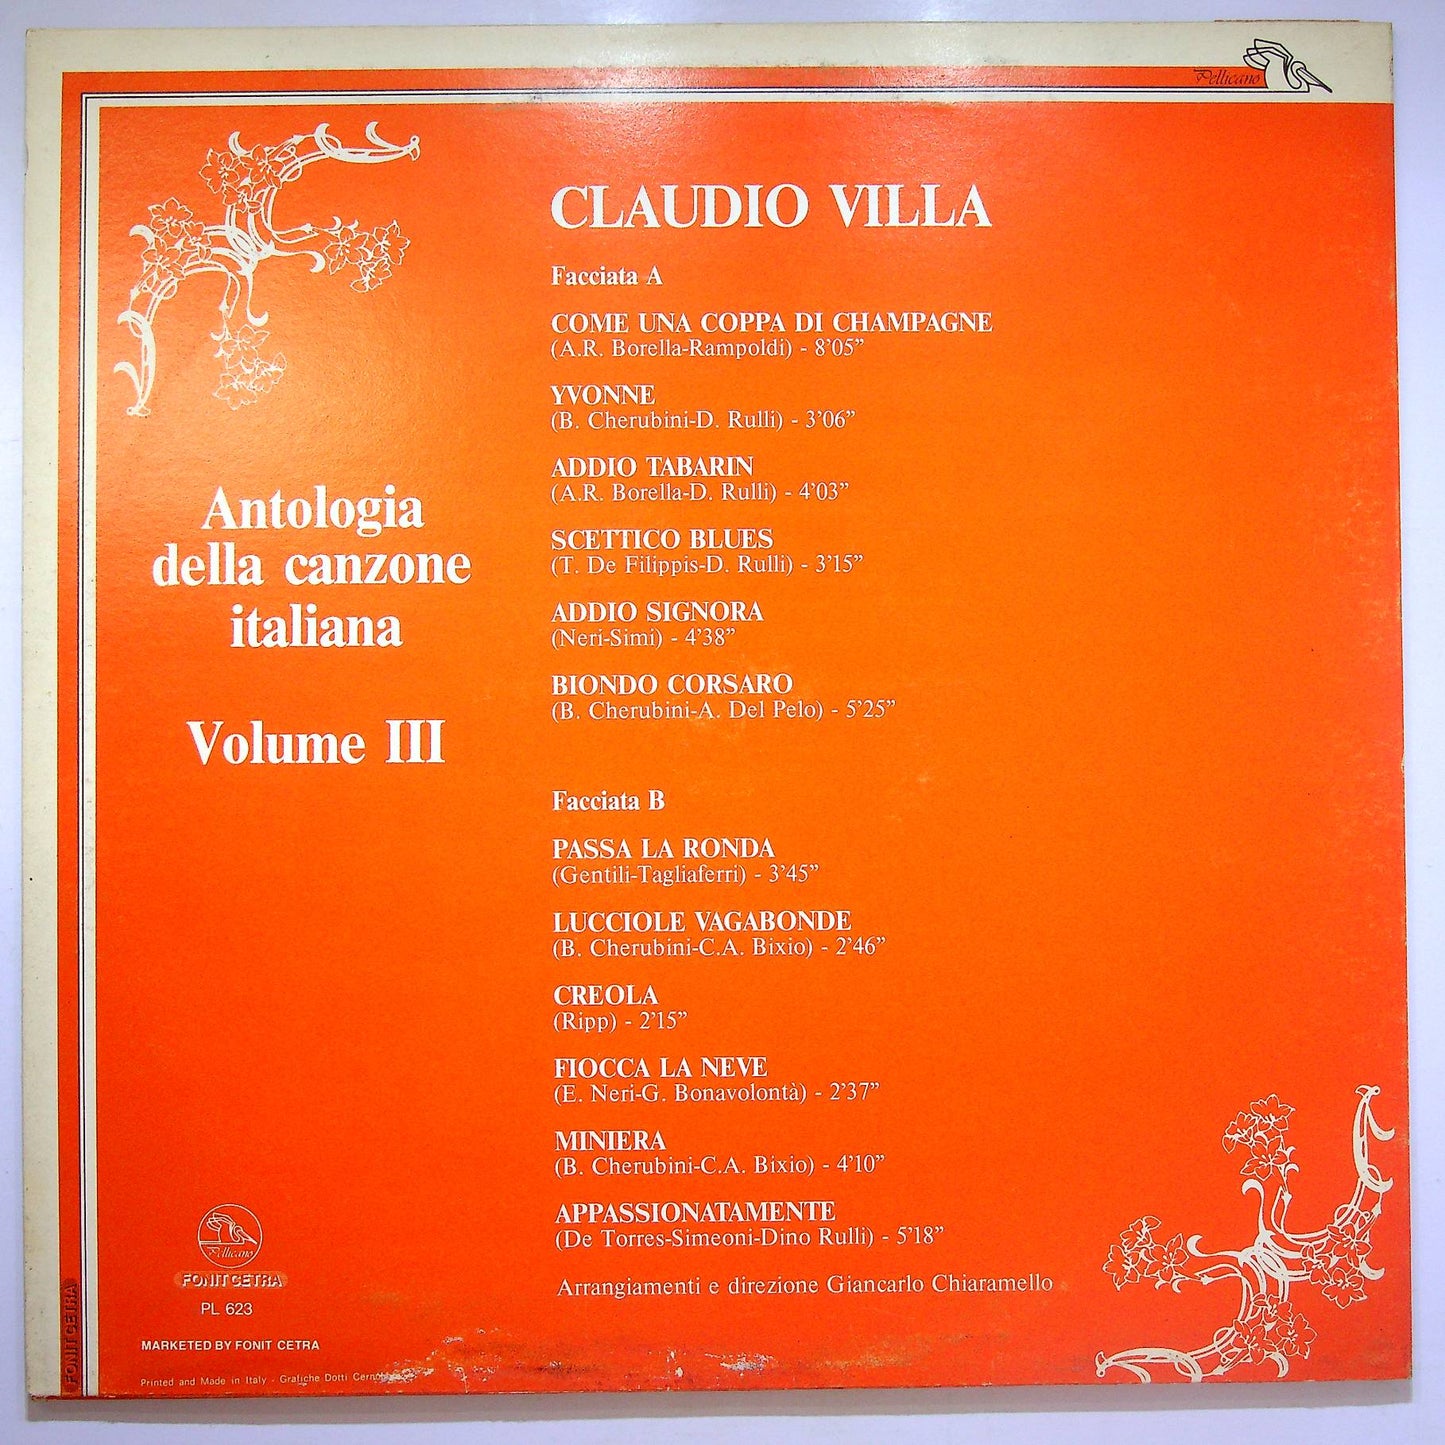 Pellicano
CLAUDIO VILLA
Facciata A
COME UNA COPPA DI CHAMPAGNE
(A.R. Borella-Rampoldi) - 8’05”
YVONNE
(B. Cherubini-D. Rulli) - 3’06”
ADDIO TABARIN
(A.R. Borella-D. Rulli) - 4’03”
SCETTICO BLUES
(T. De Filippis-D. Rulli) - 3’15”
ADDIO SIGNORA
(Neri-Simi) - 4’38”
BIONDO CORSARO
(B. Cherubini-A. Del Pelo) - 5’25”
Antologia
della canzone
italiana
Volume III
Facciata B
PASSA LA RONDA
(Gentili-Tagliaferri) - 3’45”
LUCCIOLE VAGABONDE
(B. Cherubini-C.A. Bixio) - 2’46”
CREOLA
(Ripp) - 2’15”
FIOCCA LA NEVE
(E. Neri-G. Bonavolontà) - 2’37”
MINIERA
(B. Cherubini-C.A. Bixio) - 4’10”
APPASSIONATAMENTE
(De Torres-Simeoni-Dino Rulli) - 5’18”
Arrangiamenti e direzione Giancarlo Chiaramello
Pellicano
FONIT CETRA
PL 623
MARKETED BY FONIT CETRA
Printed and Made in Italy - Grafiche Dotti
FONIT CETRA